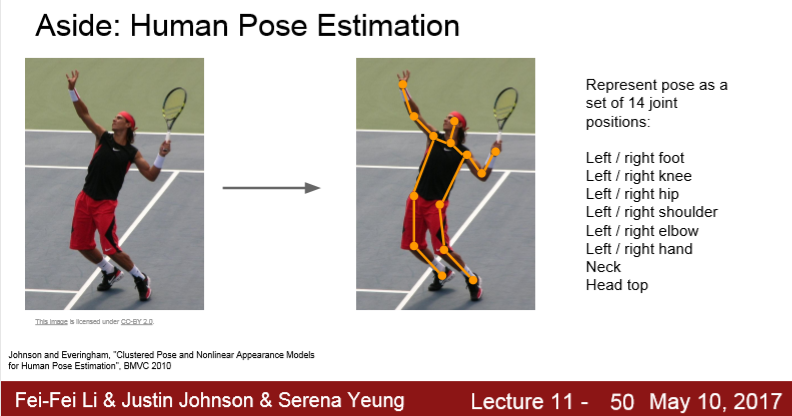 Aside: Human Pose Estimation
Represent pose as a
set of 14 joint
positions:
Left / right foot
Left / right knee
Left / right hip
Left / right shoulder
Left / right elbow
Left / right hand
Neck
Head top
This image is licensed under CC-BY 2.0.
Johnson and Everingham, "Clustered Pose and Nonlinear Appearance Models
for Human Pose Estimation", BMVC 2010
Fei-Fei Li & Justin Johnson & Serena Yeung
Lecture 11 - 50 May 10, 2017